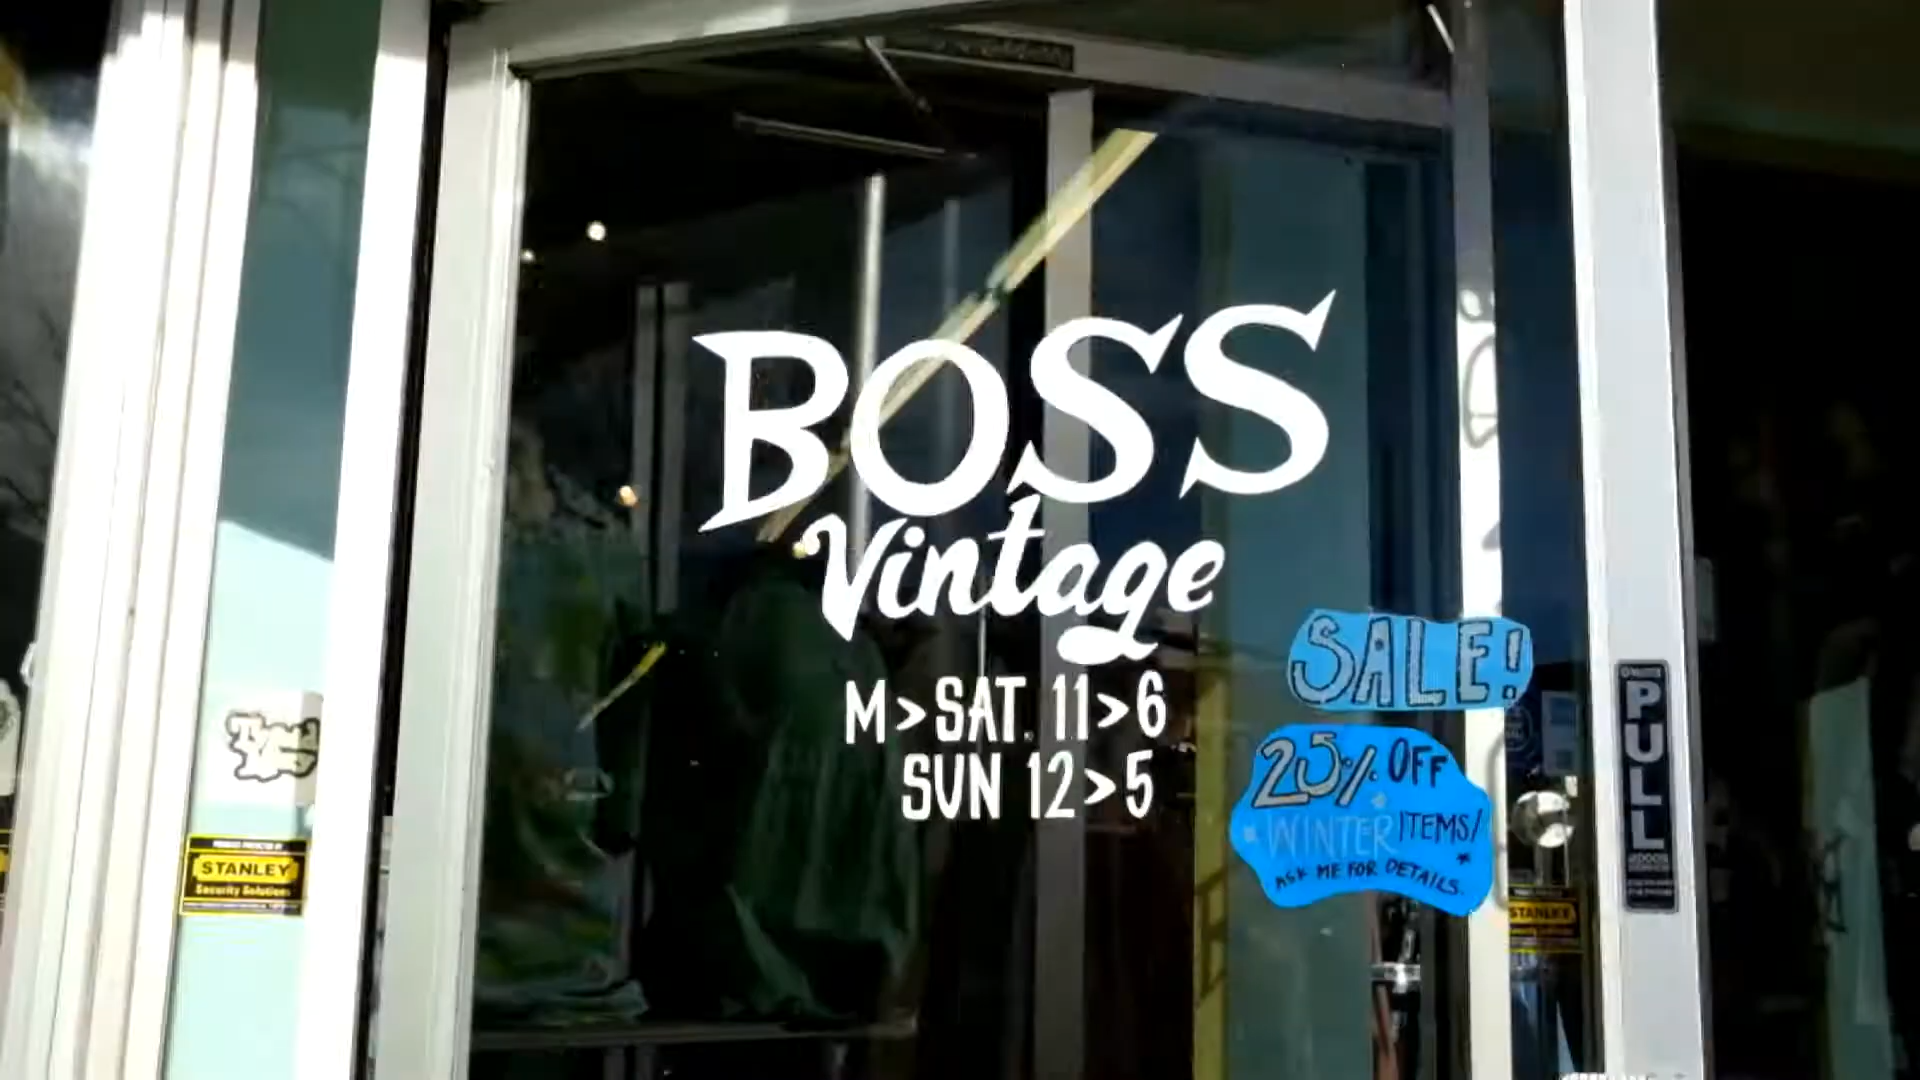 BOSS
Vintage
M>SAT. 11>6
SUN 12>5
SALE!
25% OFF
WINTER ITEMS!
ASK ME FOR DETAILS.
PULL
STANLEY
Security Solutions
STANLEY